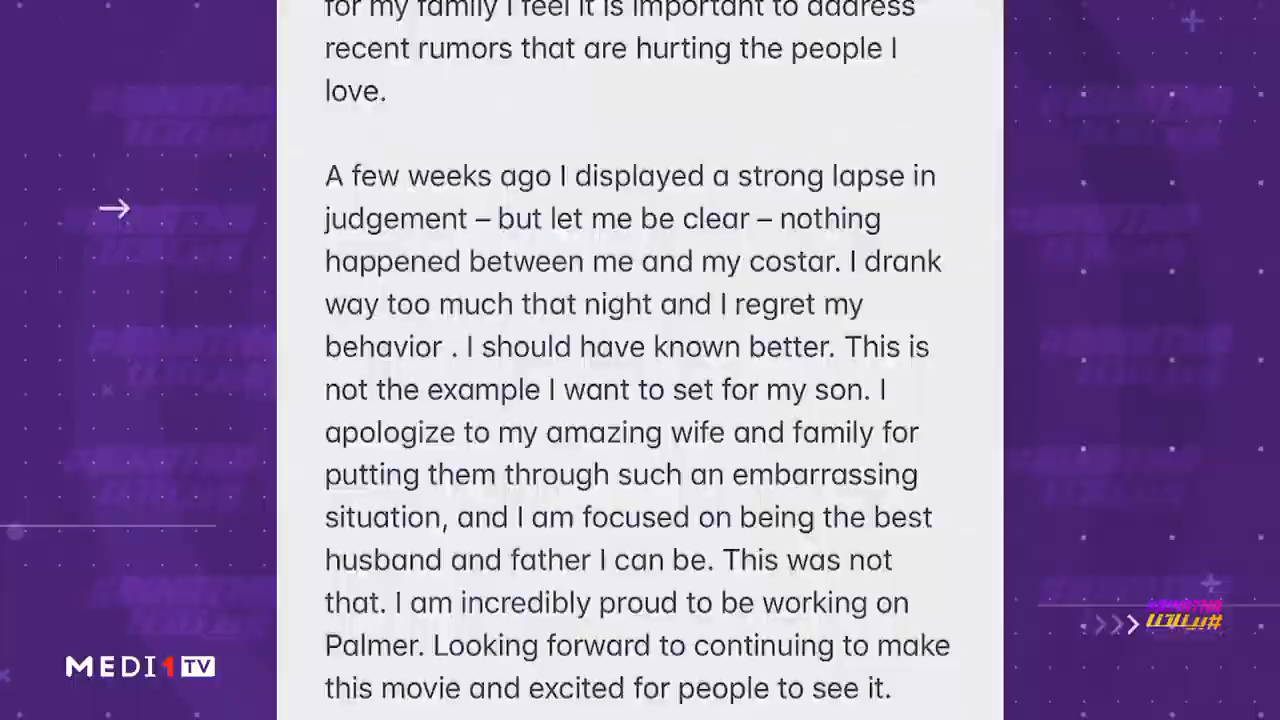 for my family I feel it is important to address
recent rumors that are hurting the people I
love.
A few weeks ago I displayed a strong lapse in
judgement – but let me be clear – nothing
happened between me and my costar. I drank
way too much that night and I regret my
behavior . I should have known better. This is
not the example I want to set for my son. I
apologize to my amazing wife and family for
putting them through such an embarrassing
situation, and I am focused on being the best
husband and father I can be. This was not
that. I am incredibly proud to be working on
Palmer. Looking forward to continuing to make
this movie and excited for people to see it.
MEDI1 TV